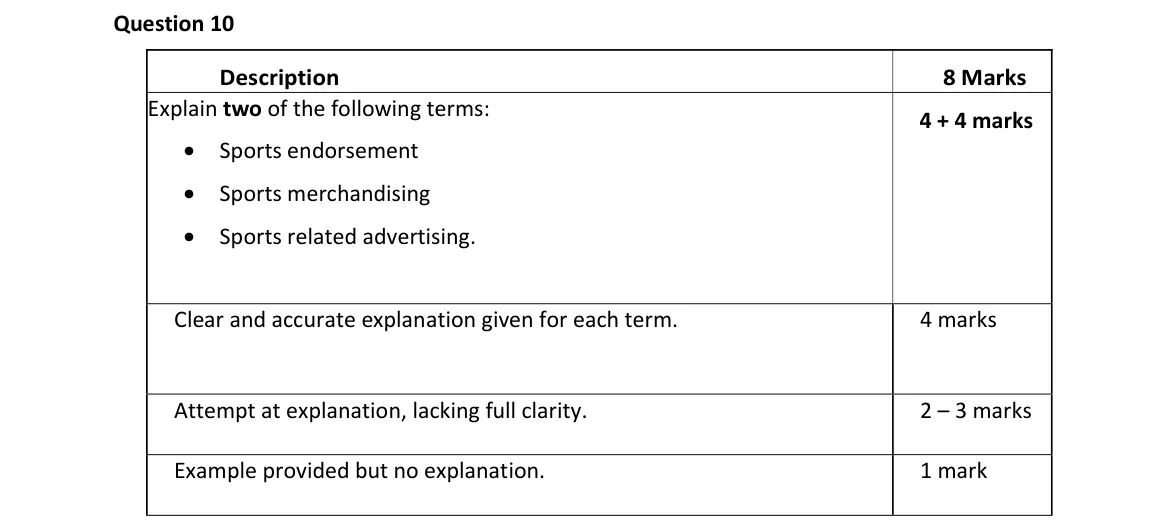 Question 10
Description
8 Marks
Explain two of the following terms:
4 + 4 marks
• Sports endorsement
• Sports merchandising
• Sports related advertising.
Clear and accurate explanation given for each term.
4 marks
Attempt at explanation, lacking full clarity.
2 – 3 marks
Example provided but no explanation.
1 mark